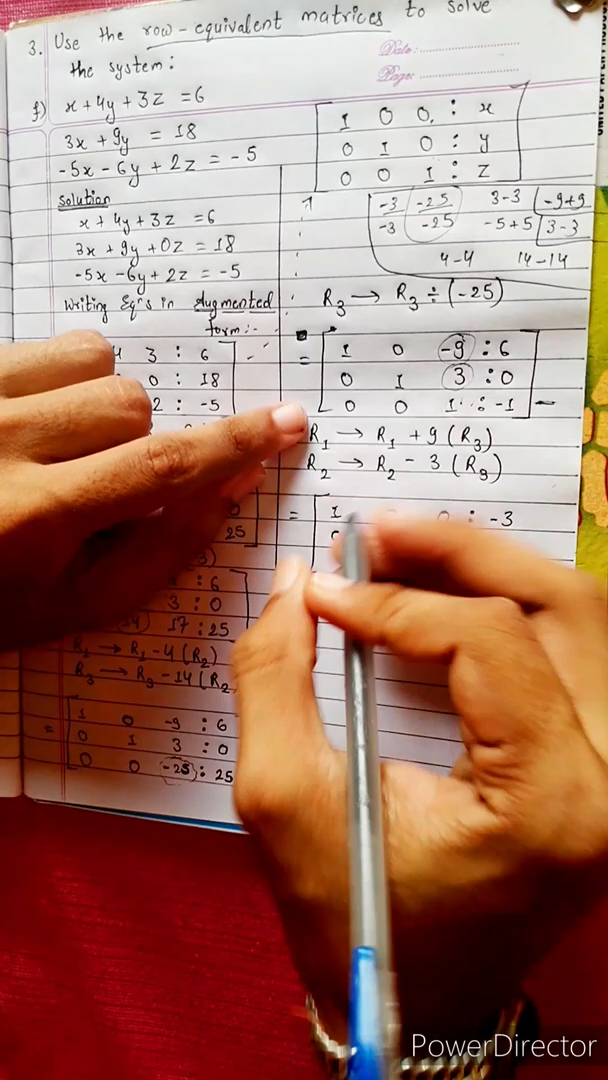 3. Use the row-equivalent matrices to solve
the system:
Date:
Page:
f) x + 4y + 3z = 6
3x + 9y = 18
-5x - 6y + 2z = -5
Solution
x + 4y + 3z = 6
3x + 9y + 0z = 18
-5x - 6y + 2z = -5
Writing Eqns in Augmented
form:-
4 3 : 6
0 : 18
2 : -5
0
25
: 6
3 : 0
17 : 25
R1 → R1 - 4 (R2)
R3 → R3 - 14 (R2
= 1 0 -9 : 6
0 1 3 : 0
0 0 -25 : 25
1 0 0 : x
0 1 0 : y
0 0 1 : z
-3 -25 3-3 -9+9
-3 -25 -5+5 3-3
4-4 14-14
R3 → R3 ÷ (-25)
= 1 0 -9 : 6
0 1 3 : 0
0 0 1 : -1
R1 → R1 + 9 (R3)
R2 → R2 - 3 (R3)
= 1 0 : -3
PowerDirector